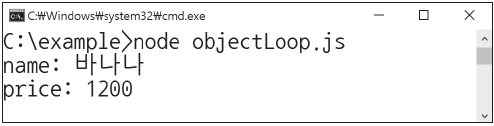 C:₩Windows₩system32₩cmd.exe
C:\example>node objectLoop.js
name: 바나나
price: 1200